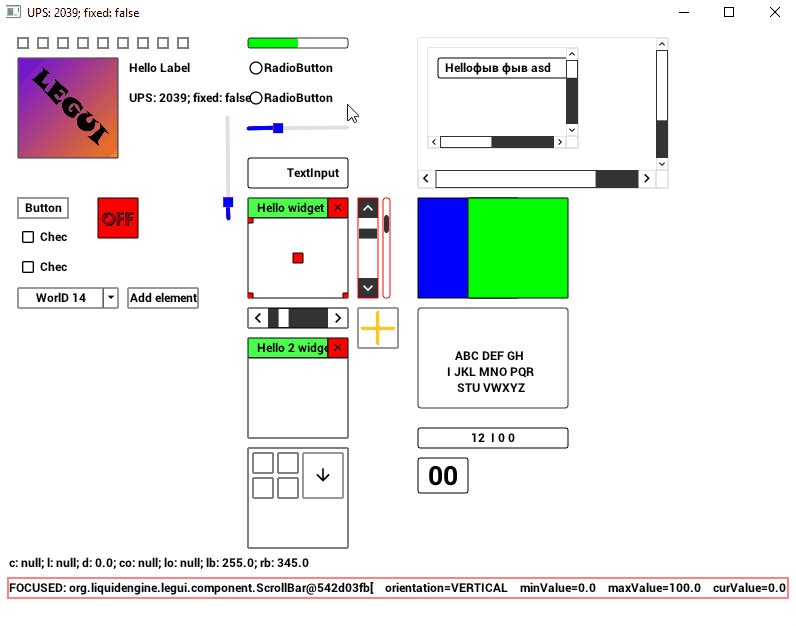 UPS: 2039; fixed: false
LEGUI
Hello Label
UPS: 2039; fixed: false
RadioButton
RadioButton
TextInput
Helloфыв фыв asd
Button
OFF
Chec
Chec
WorlD 14
Add element
Hello widget
Hello 2 widge
ABC DEF GH
I JKL MNO PQR
STU VWXYZ
12 I 0 0
00
c: null; l: null; d: 0.0; co: null; lo: null; lb: 255.0; rb: 345.0
FOCUSED: org.liquidengine.legui.component.ScrollBar@542d03fb[ orientation=VERTICAL minValue=0.0 maxValue=100.0 curValue=0.0